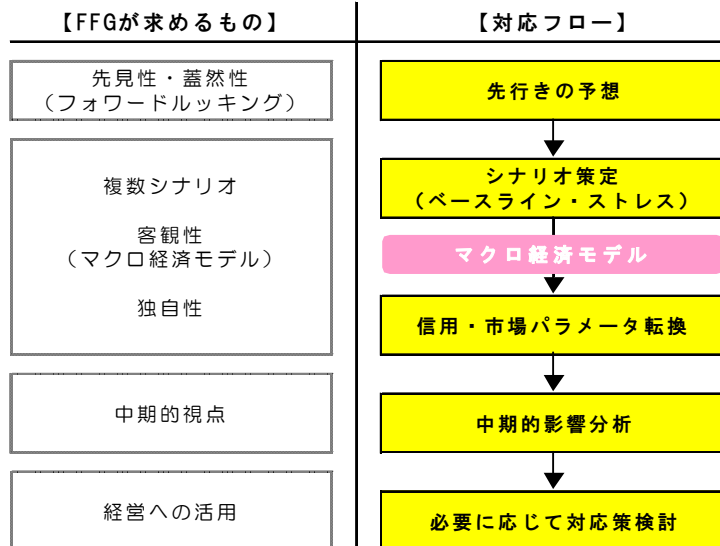 【FFGが求めるもの】
先見性・蓋然性
（フォワードルッキング）
複数シナリオ
客観性
（マクロ経済モデル）
独自性
中期的視点
経営への活用
【対応フロー】
先行きの予想
シナリオ策定
（ベースライン・ストレス）
マクロ経済モデル
信用・市場パラメータ転換
中期的影響分析
必要に応じて対応策検討